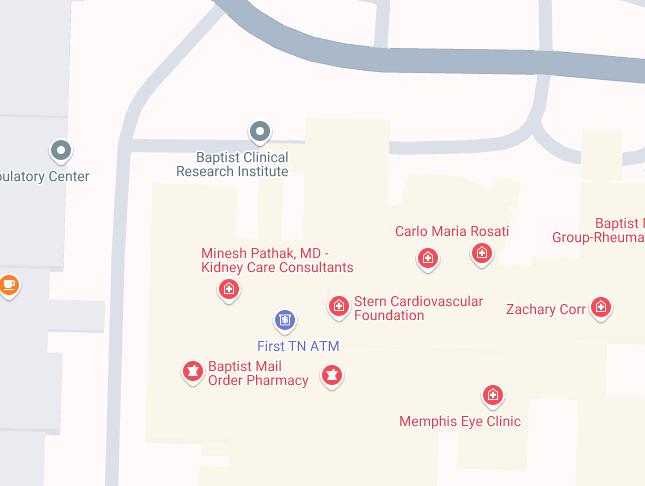 Baptist Clinical
Research Institute
bulatory Center
Carlo Maria Rosati
Baptist
Group-Rheuma
Minesh Pathak, MD -
Kidney Care Consultants
Stern Cardiovascular
Foundation
Zachary Corr
First TN ATM
Baptist Mail
Order Pharmacy
Memphis Eye Clinic